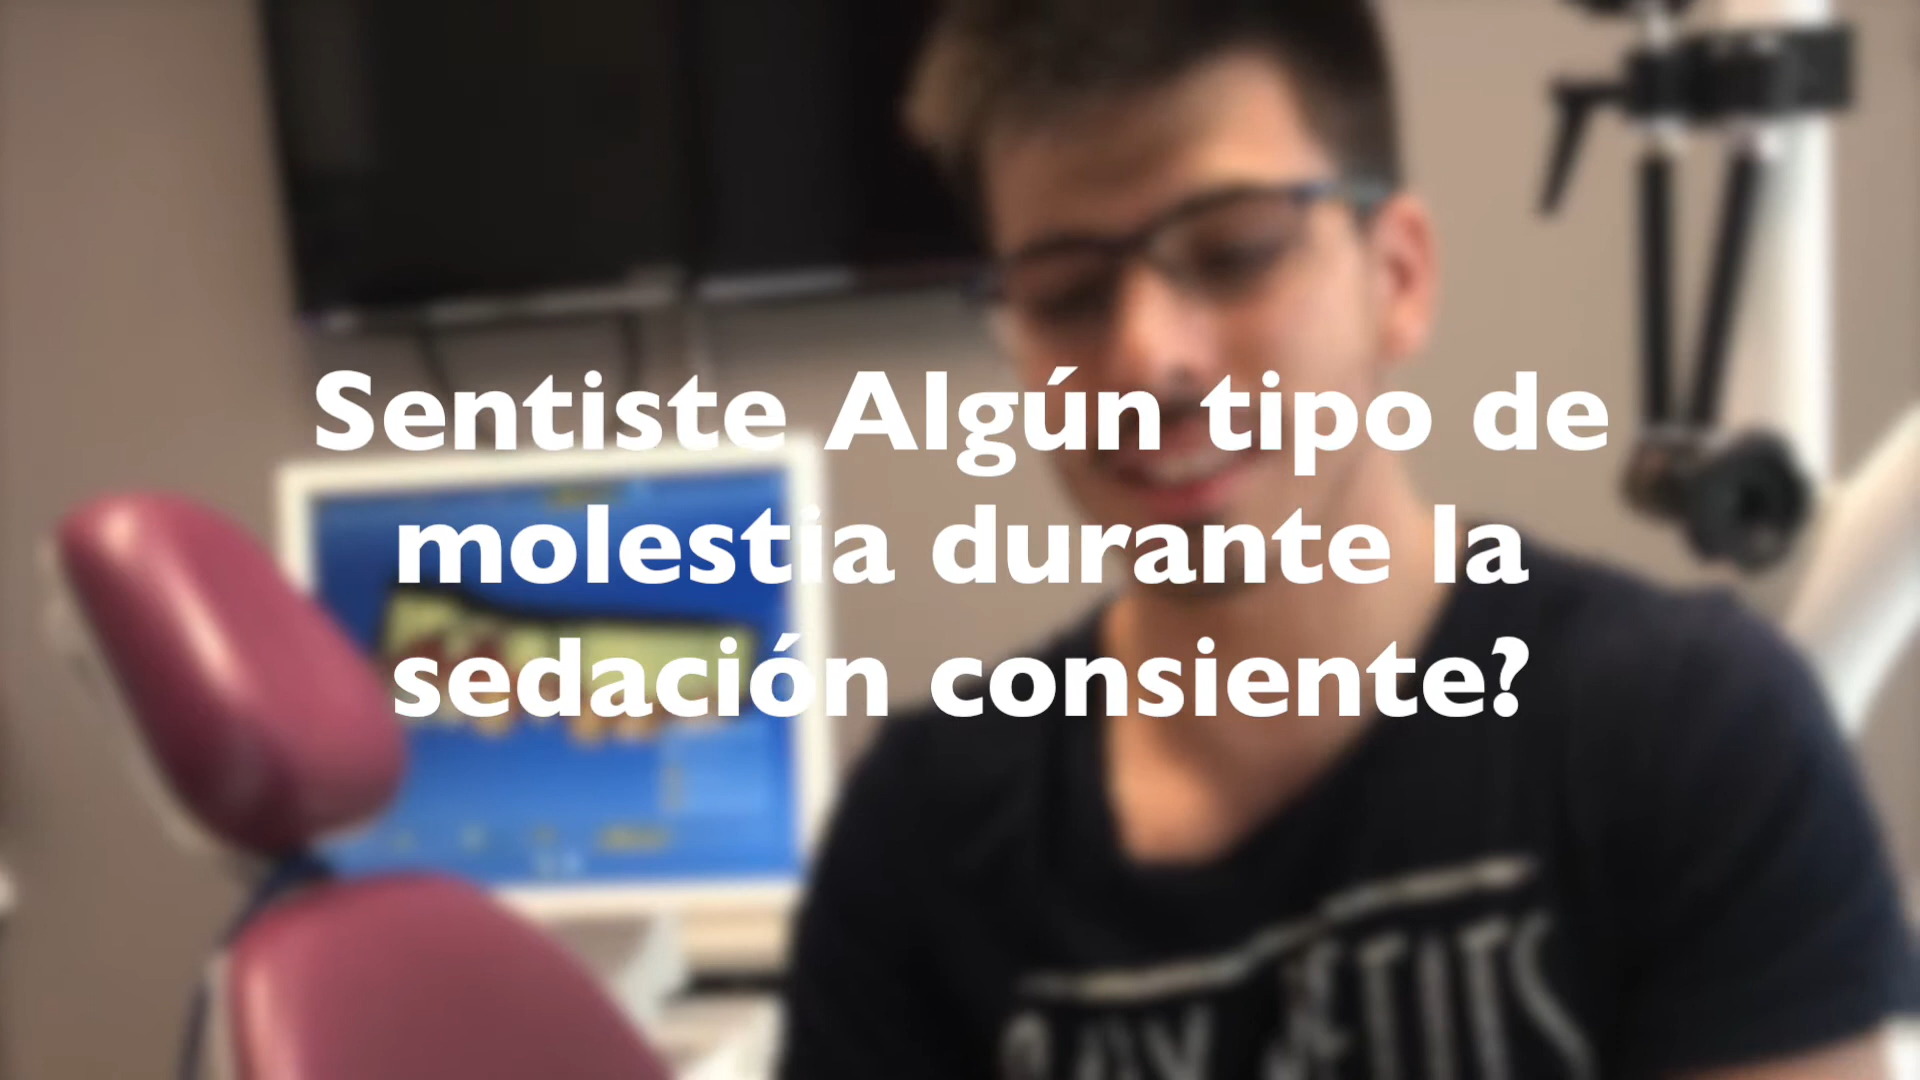 Sentiste Algún tipo de
molestia durante la
sedación consiente?